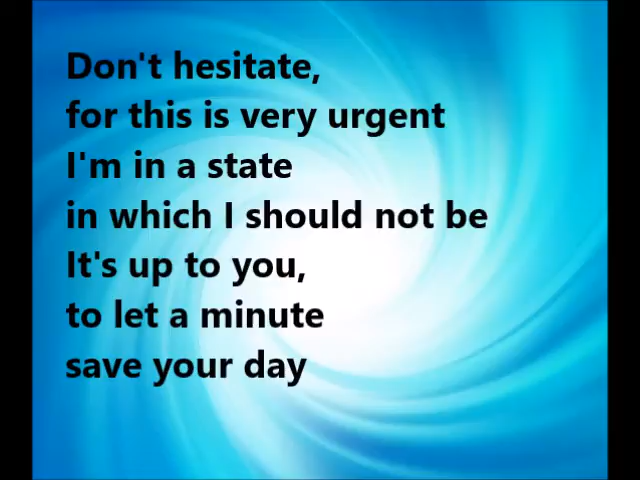 Don't hesitate,
for this is very urgent
I'm in a state
in which I should not be
It's up to you,
to let a minute
save your day